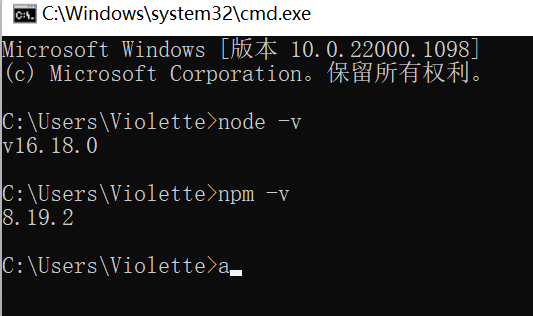 C:\Windows\system32\cmd.exe
Microsoft Windows [版本 10.0.22000.1098]
(c) Microsoft Corporation。保留所有权利。
C:\Users\Violette>node -v
v16.18.0
C:\Users\Violette>npm -v
8.19.2
C:\Users\Violette>a